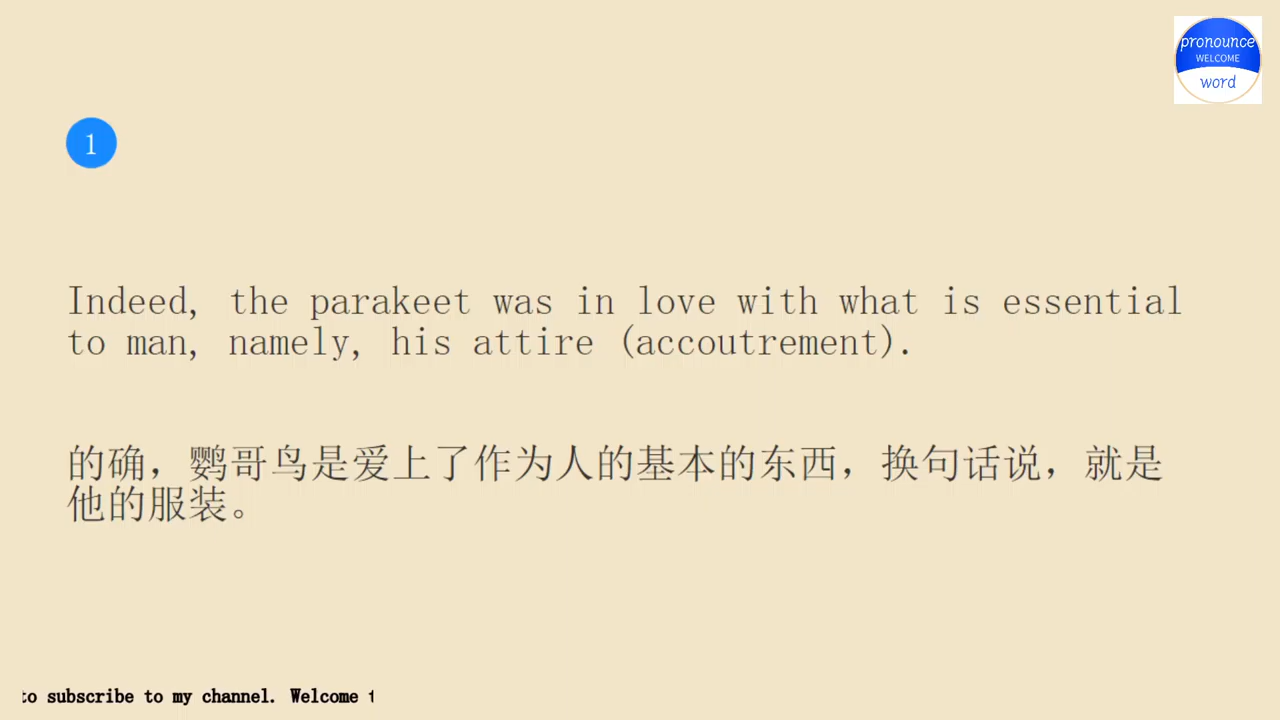 pronounce
WELCOME
word
1
Indeed, the parakeet was in love with what is essential
to man, namely, his attire (accoutrement).
的确，鹦哥鸟是爱上了作为人的基本的东西，换句话说，就是
他的服装。
to subscribe to my channel. Welcome t